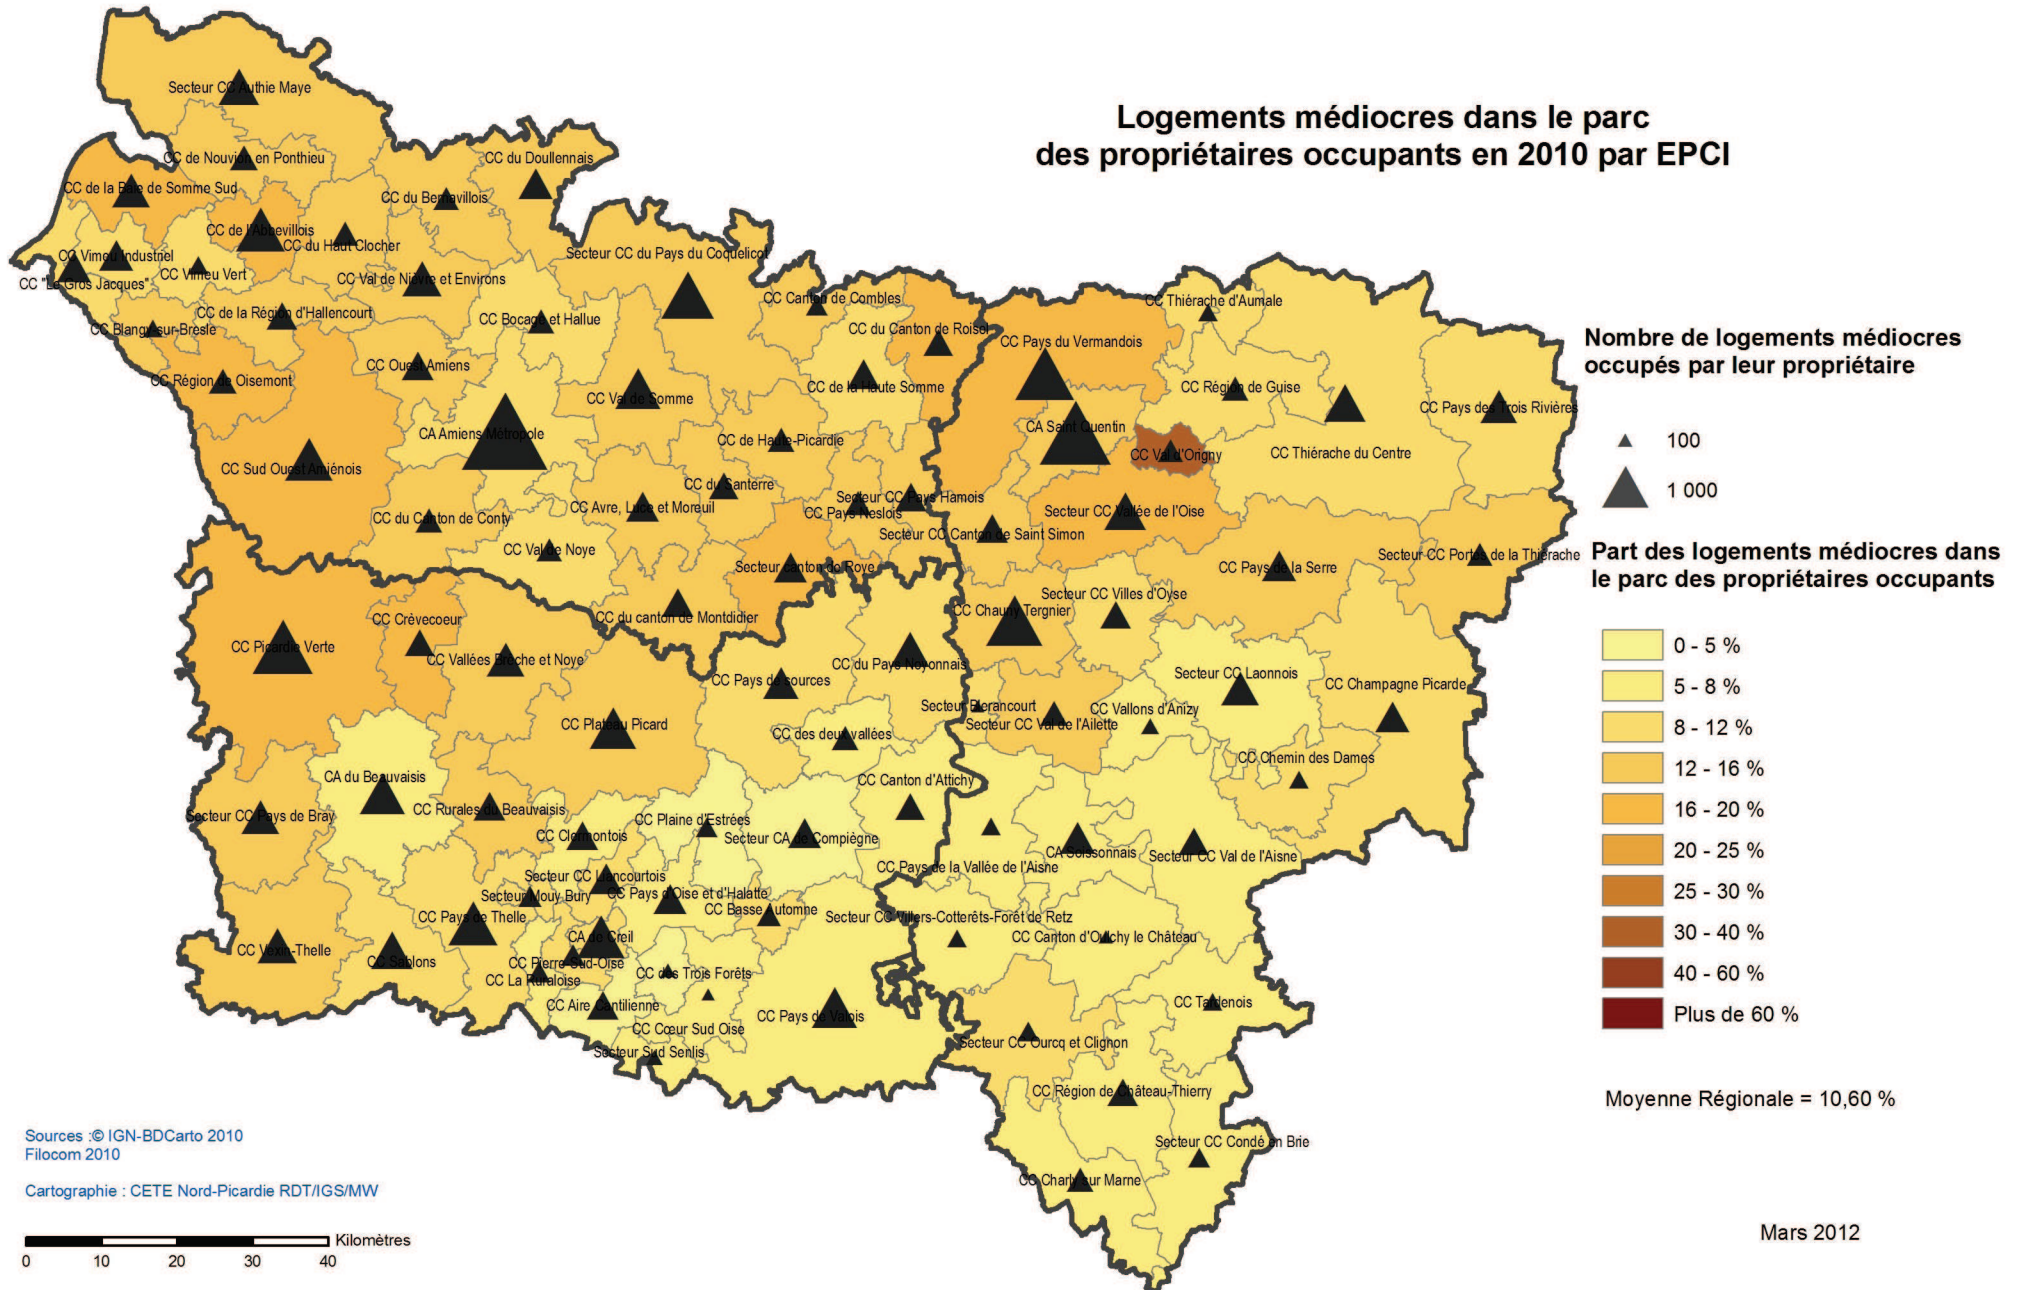 Logements médiocres dans le parc
des propriétaires occupants en 2010 par EPCI
Secteur CC Authie Maye
CC de Nouvion en Ponthieu
CC du Doullennais
CC de la Baie de Somme Sud
CC du Bernavillois
CC de l'Abbevillois
CC du Haut Clocher
Secteur CC du Pays du Coquelicot
CC Vimeu Industriel
CC Vimeu Vert
CC "Le Gros Jacques"
CC Val de Nièvre et Environs
CC Canton de Combles
CC Thiérache d'Aumale
CC de la Région d'Hallencourt
CC Bocage et Hallue
CC Blangy-sur-Bresle
CC du Canton de Roisel
CC Pays du Vermandois
CC Ouest Amiens
CC Région de Oisemont
CC de la Haute Somme
CC Région de Guise
CC Val de Somme
CC Pays des Trois Rivières
CA Amiens Métropole
CA Saint Quentin
CC de Haute-Picardie
CC Val d'Origny
CC Thiérache du Centre
CC Sud Ouest Amiénois
CC du Santerre
Secteur CC Pays Hamois
CC Avre, Luce et Moreuil
CC Pays Neslois
Secteur CC Vallée de l'Oise
CC du Canton de Conty
Secteur CC Canton de Saint Simon
CC Val de Noye
Secteur CC Portes de la Thiérache
Secteur canton de Roye
CC Pays de la Serre
Secteur CC Villes d'Oyse
CC du canton de Montdidier
CC Chauny Tergnier
CC Crèvecoeur
CC Picardie Verte
CC Vallées Brèche et Noye
CC du Pays Noyonnais
CC Pays de sources
Secteur CC Laonnois
CC Champagne Picarde
Secteur Blerancourt
CC Vallons d'Anizy
Secteur CC Val de l'Ailette
CC Plateau Picard
CC des deux vallées
CC Chemin des Dames
CA du Beauvaisis
CC Canton d'Attichy
CC Rurales du Beauvaisis
Secteur CC Pays de Bray
CC Plaine d'Estrées
CC Clermontois
Secteur CA de Compiègne
CA Soissonnais
Secteur CC Val de l'Aisne
CC Pays de la Vallée de l'Aisne
Secteur CC Liancourtois
Secteur Mouy Bury
CC Pays d'Oise et d'Halatte
CC Basse Automne
CC Pays de Thelle
Secteur CC Villers-Cotterêts-Forêt de Retz
CA de Creil
CC Canton d'Oulchy le Château
CC Vexin-Thelle
CC Sablons
CC Pierre-Sud-Oise
CC La Ruraloise
CC des Trois Forêts
CC Aire Cantilienne
CC Tardenois
CC Pays de Valois
CC Cœur Sud Oise
Secteur Sud Senlis
Secteur CC Ourcq et Clignon
CC Région de Château-Thierry
Secteur CC Condé en Brie
CC Charly sur Marne
Nombre de logements médiocres
occupés par leur propriétaire
100
1 000
Part des logements médiocres dans
le parc des propriétaires occupants
0 - 5 %
5 - 8 %
8 - 12 %
12 - 16 %
16 - 20 %
20 - 25 %
25 - 30 %
30 - 40 %
40 - 60 %
Plus de 60 %
Moyenne Régionale = 10,60 %
Mars 2012
Sources :© IGN-BDCarto 2010
Filocom 2010
Cartographie : CETE Nord-Picardie RDT/IGS/MW
Kilomètres
0 10 20 30 40